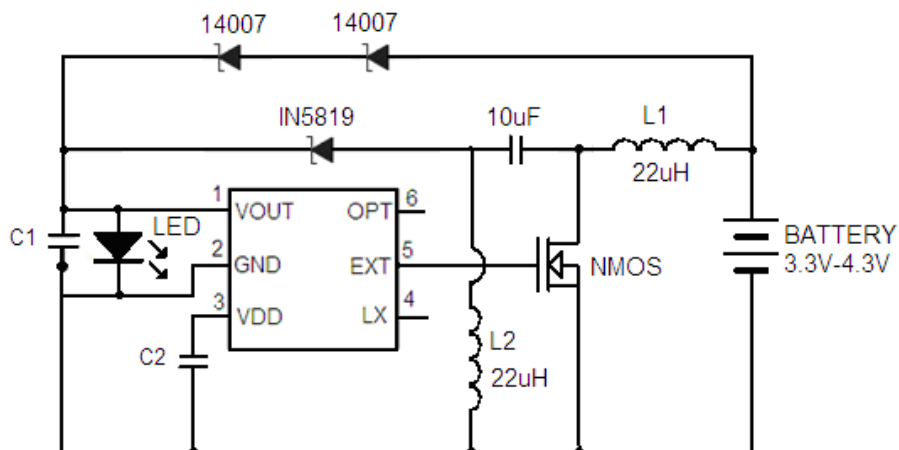 14007 14007
IN5819 10uF L1
22uH
1 VOUT OPT 6
LED
C1
2 GND EXT 5
NMOS
BATTERY
3.3V-4.3V
3 VDD LX 4
C2
L2
22uH